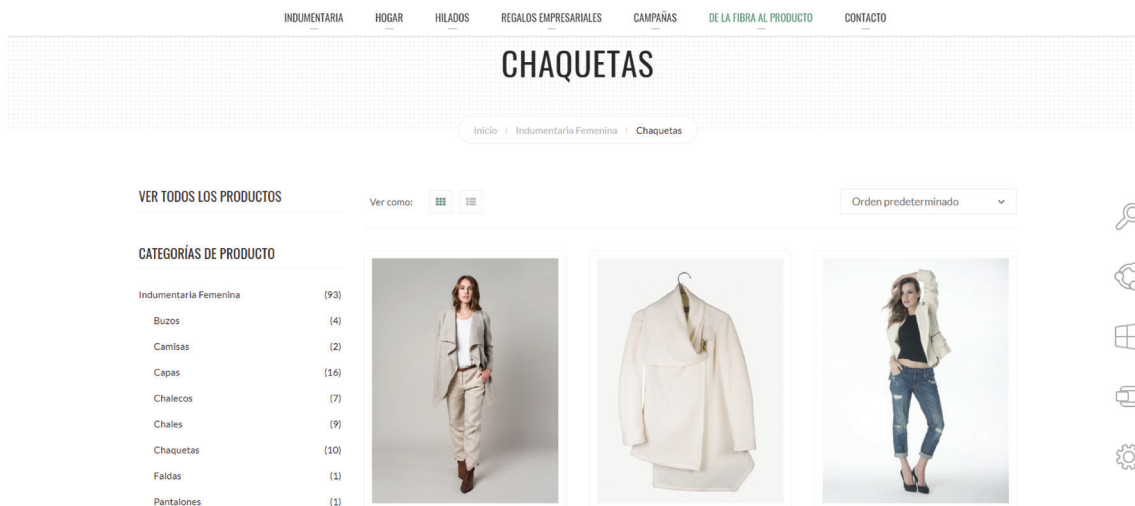 INDUMENTARIA HOGAR HILADOS REGALOS EMPRESARIALES CAMPAÑAS DE LA FIBRA AL PRODUCTO CONTACTO
CHAQUETAS
Inicio | Indumentaria Femenina | Chaquetas
VER TODOS LOS PRODUCTOS
Ver como:
Orden predeterminado
CATEGORÍAS DE PRODUCTO
Indumentaria Femenina (93)
Buzos (4)
Camisas (2)
Capas (16)
Chalecos (7)
Chales (9)
Chaquetas (10)
Faldas (1)
Pantalones (1)